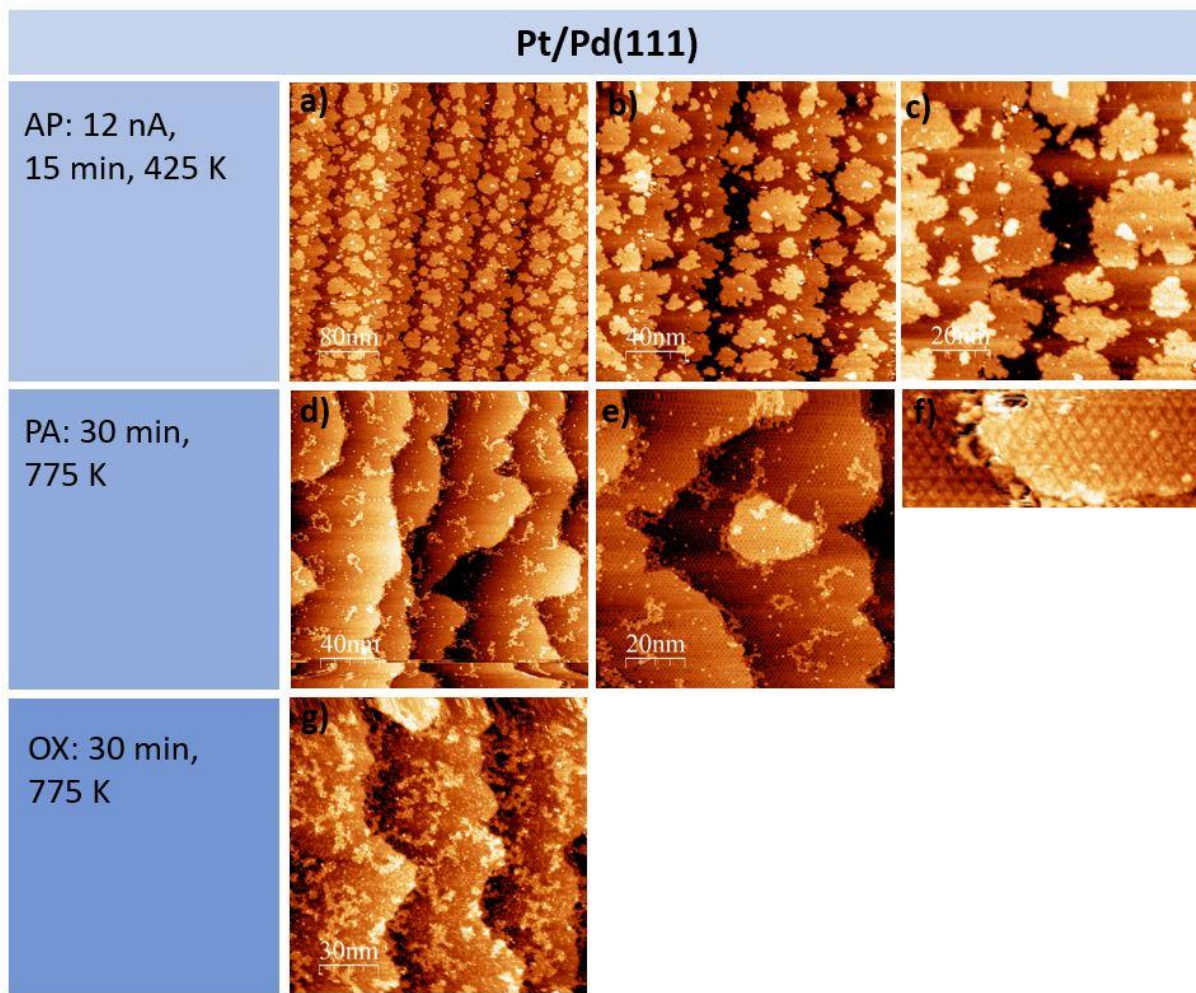 Pt/Pd(111)
AP: 12 nA,
15 min, 425 K
a)
80nm
b)
40nm
c)
20nm
PA: 30 min,
775 K
d)
40nm
e)
20nm
f)
OX: 30 min,
775 K
g)
30nm